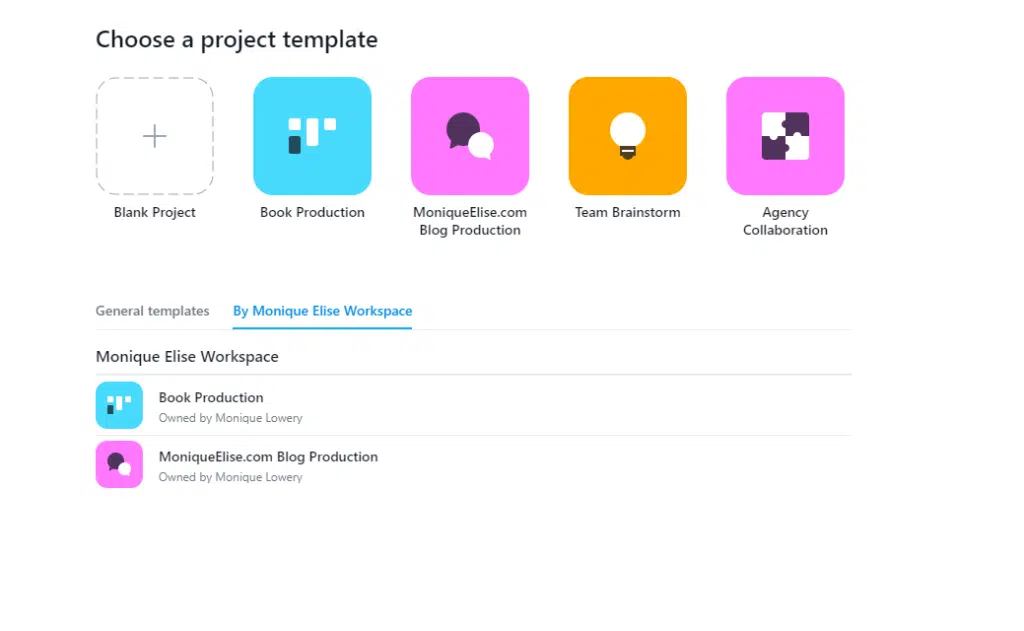 Choose a project template
Blank Project
Book Production
MoniqueElise.com
Blog Production
Team Brainstorm
Agency
Collaboration
General templates
By Monique Elise Workspace
Monique Elise Workspace
Book Production
Owned by Monique Lowery
MoniqueElise.com Blog Production
Owned by Monique Lowery